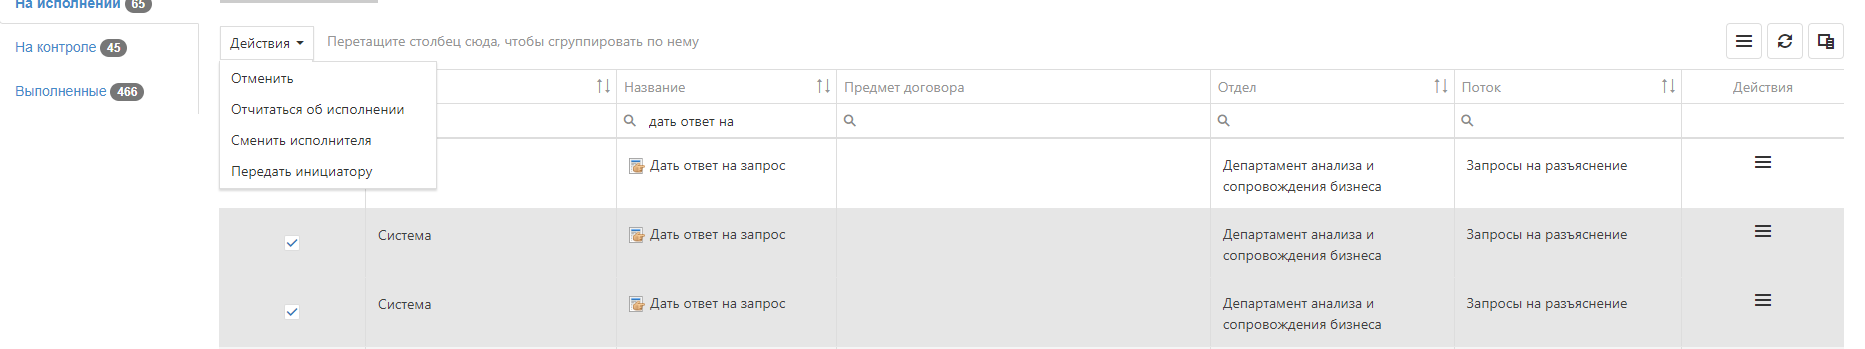 На исполнении 65
На контроле 45
Выполненные 466
Действия
Перетащите столбец сюда, чтобы сгруппировать по нему
Отменить
Отчитаться об исполнении
Сменить исполнителя
Передать инициатору
Название
Предмет договора
Отдел
Поток
Действия
дать ответ на
Дать ответ на запрос
Департамент анализа и
сопровождения бизнеса
Запросы на разъяснение
Система
Дать ответ на запрос
Департамент анализа и
сопровождения бизнеса
Запросы на разъяснение
Система
Дать ответ на запрос
Департамент анализа и
сопровождения бизнеса
Запросы на разъяснение